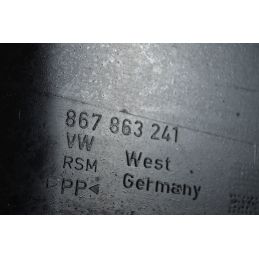 867 863 241
VW
RSM West
>PP< Germany